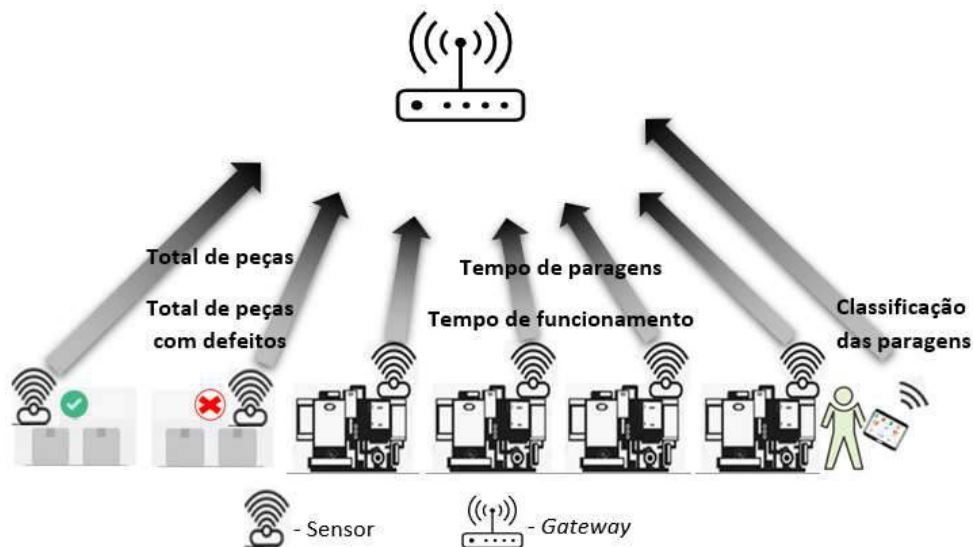 Total de peças
Total de peças
com defeitos
Tempo de paragens
Tempo de funcionamento
Classificação
das paragens
- Sensor
- Gateway